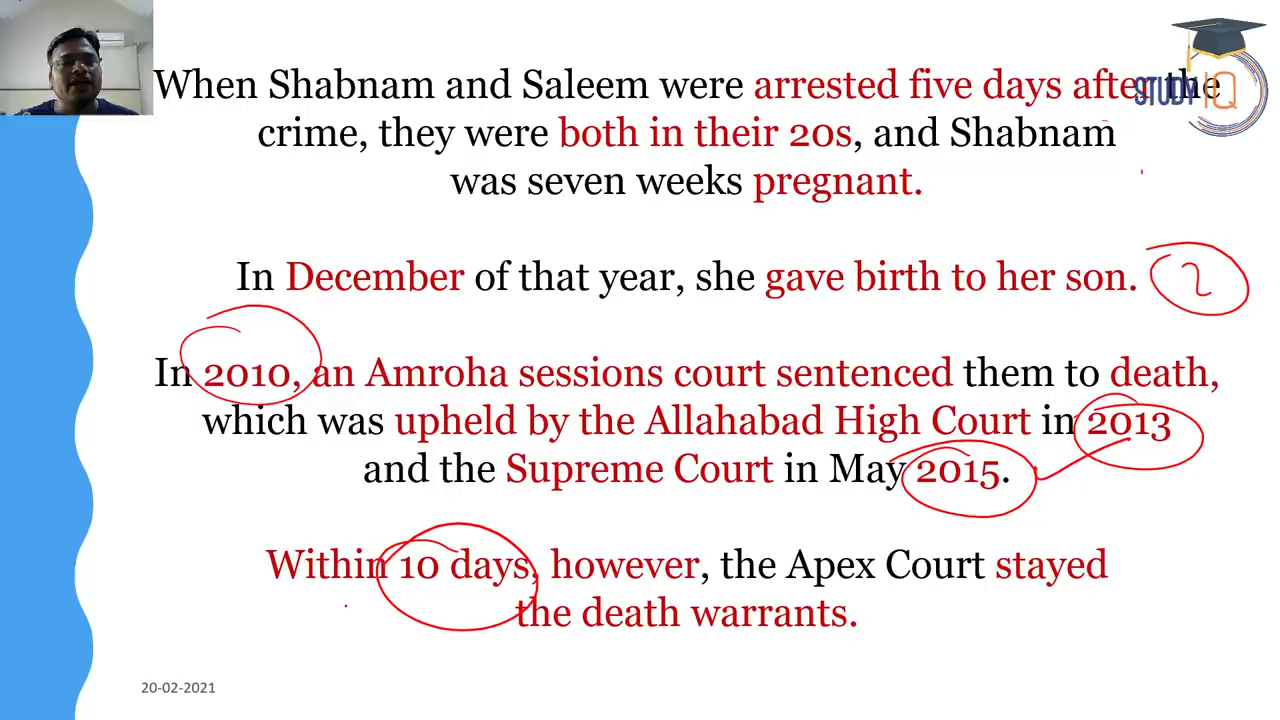 When Shabnam and Saleem were arrested five days after the
STUDY IQ
crime, they were both in their 20s, and Shabnam
was seven weeks pregnant.
In December of that year, she gave birth to her son.
2
In 2010, an Amroha sessions court sentenced them to death,
which was upheld by the Allahabad High Court in 2013
and the Supreme Court in May 2015.
Within 10 days, however, the Apex Court stayed
the death warrants.
20-02-2021